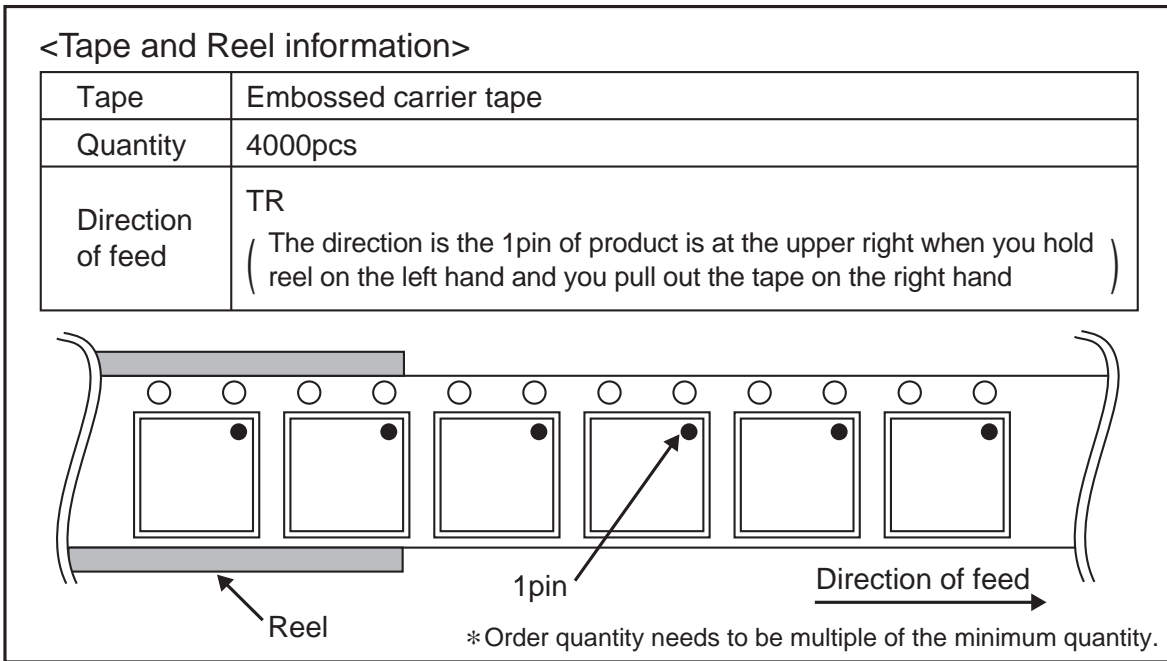 <Tape and Reel information>
Tape Embossed carrier tape
Quantity 4000pcs
Direction of feed
TR
( The direction is the 1pin of product is at the upper right when you hold
reel on the left hand and you pull out the tape on the right hand )
1pin
Direction of feed
Reel
*Order quantity needs to be multiple of the minimum quantity.